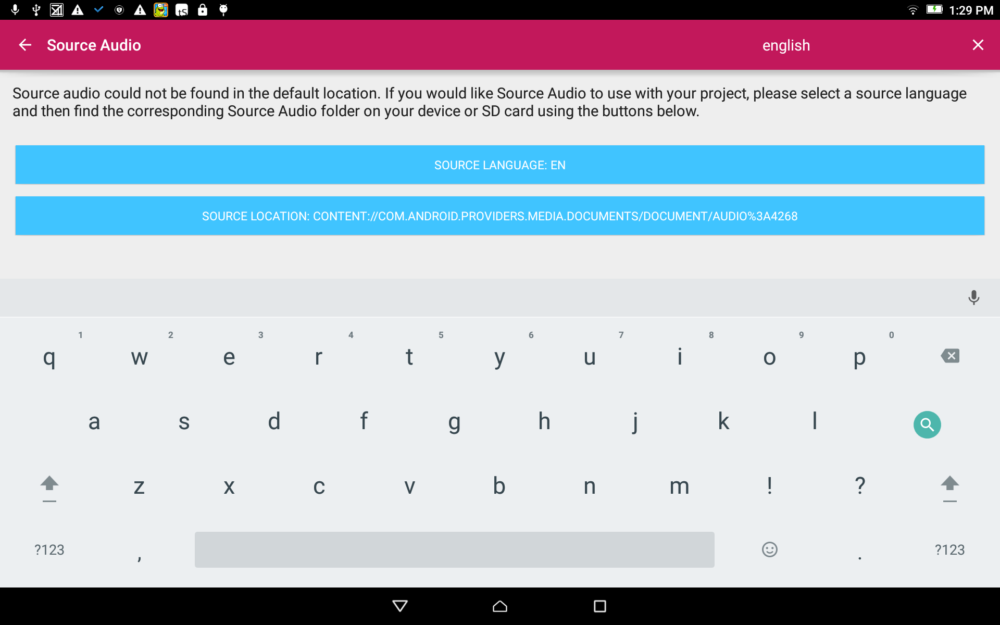 tS 1:29 PM
Source Audio english
Source audio could not be found in the default location. If you would like Source Audio to use with your project, please select a source language
and then find the corresponding Source Audio folder on your device or SD card using the buttons below.
SOURCE LANGUAGE: EN
SOURCE LOCATION: CONTENT://COM.ANDROID.PROVIDERS.MEDIA.DOCUMENTS/DOCUMENT/AUDIO%3A4268
1 2 3 4 5 6 7 8 9 0
q w e r t y u i o p
a s d f g h j k l
z x c v b n m ! ?
?123 , . ?123